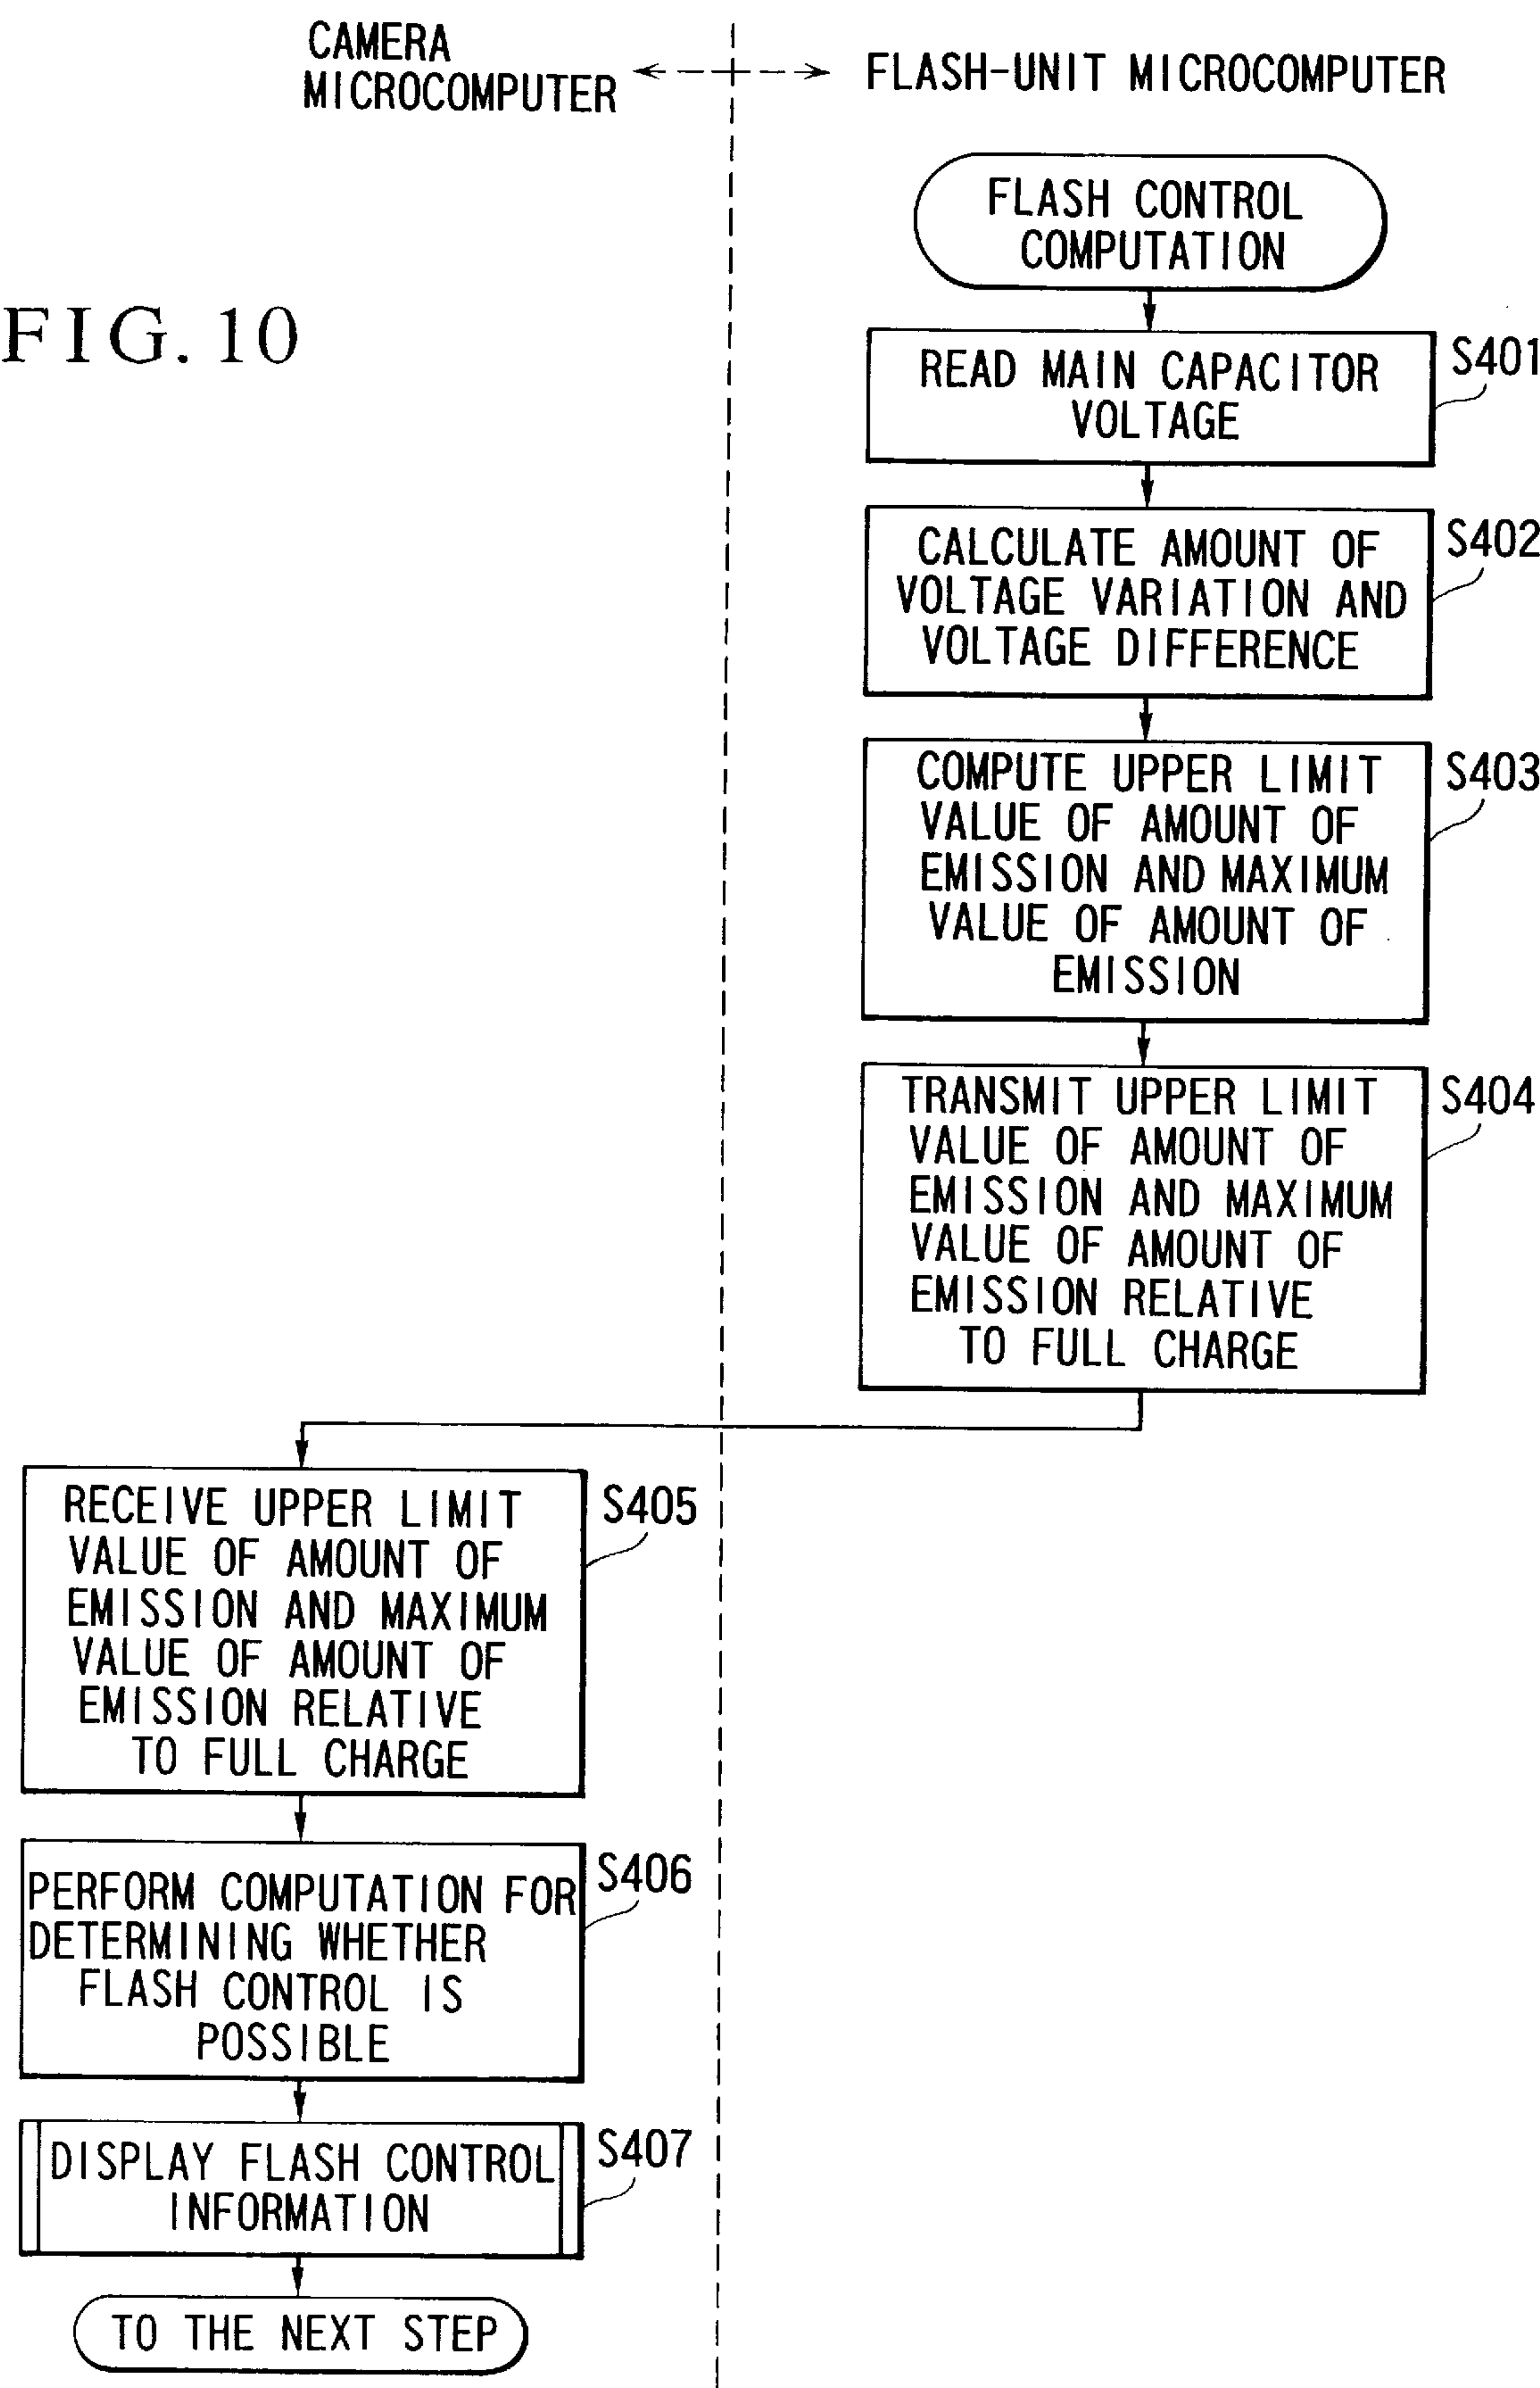 CAMERA
MICROCOMPUTER
FLASH-UNIT MICROCOMPUTER
FIG. 10
FLASH CONTROL
COMPUTATION
READ MAIN CAPACITOR
VOLTAGE
S401
CALCULATE AMOUNT OF
VOLTAGE VARIATION AND
VOLTAGE DIFFERENCE
S402
COMPUTE UPPER LIMIT
VALUE OF AMOUNT OF
EMISSION AND MAXIMUM
VALUE OF AMOUNT OF
EMISSION
S403
TRANSMIT UPPER LIMIT
VALUE OF AMOUNT OF
EMISSION AND MAXIMUM
VALUE OF AMOUNT OF
EMISSION RELATIVE
TO FULL CHARGE
S404
RECEIVE UPPER LIMIT
VALUE OF AMOUNT OF
EMISSION AND MAXIMUM
VALUE OF AMOUNT OF
EMISSION RELATIVE
TO FULL CHARGE
S405
PERFORM COMPUTATION FOR
DETERMINING WHETHER
FLASH CONTROL IS
POSSIBLE
S406
DISPLAY FLASH CONTROL
INFORMATION
S407
TO THE NEXT STEP